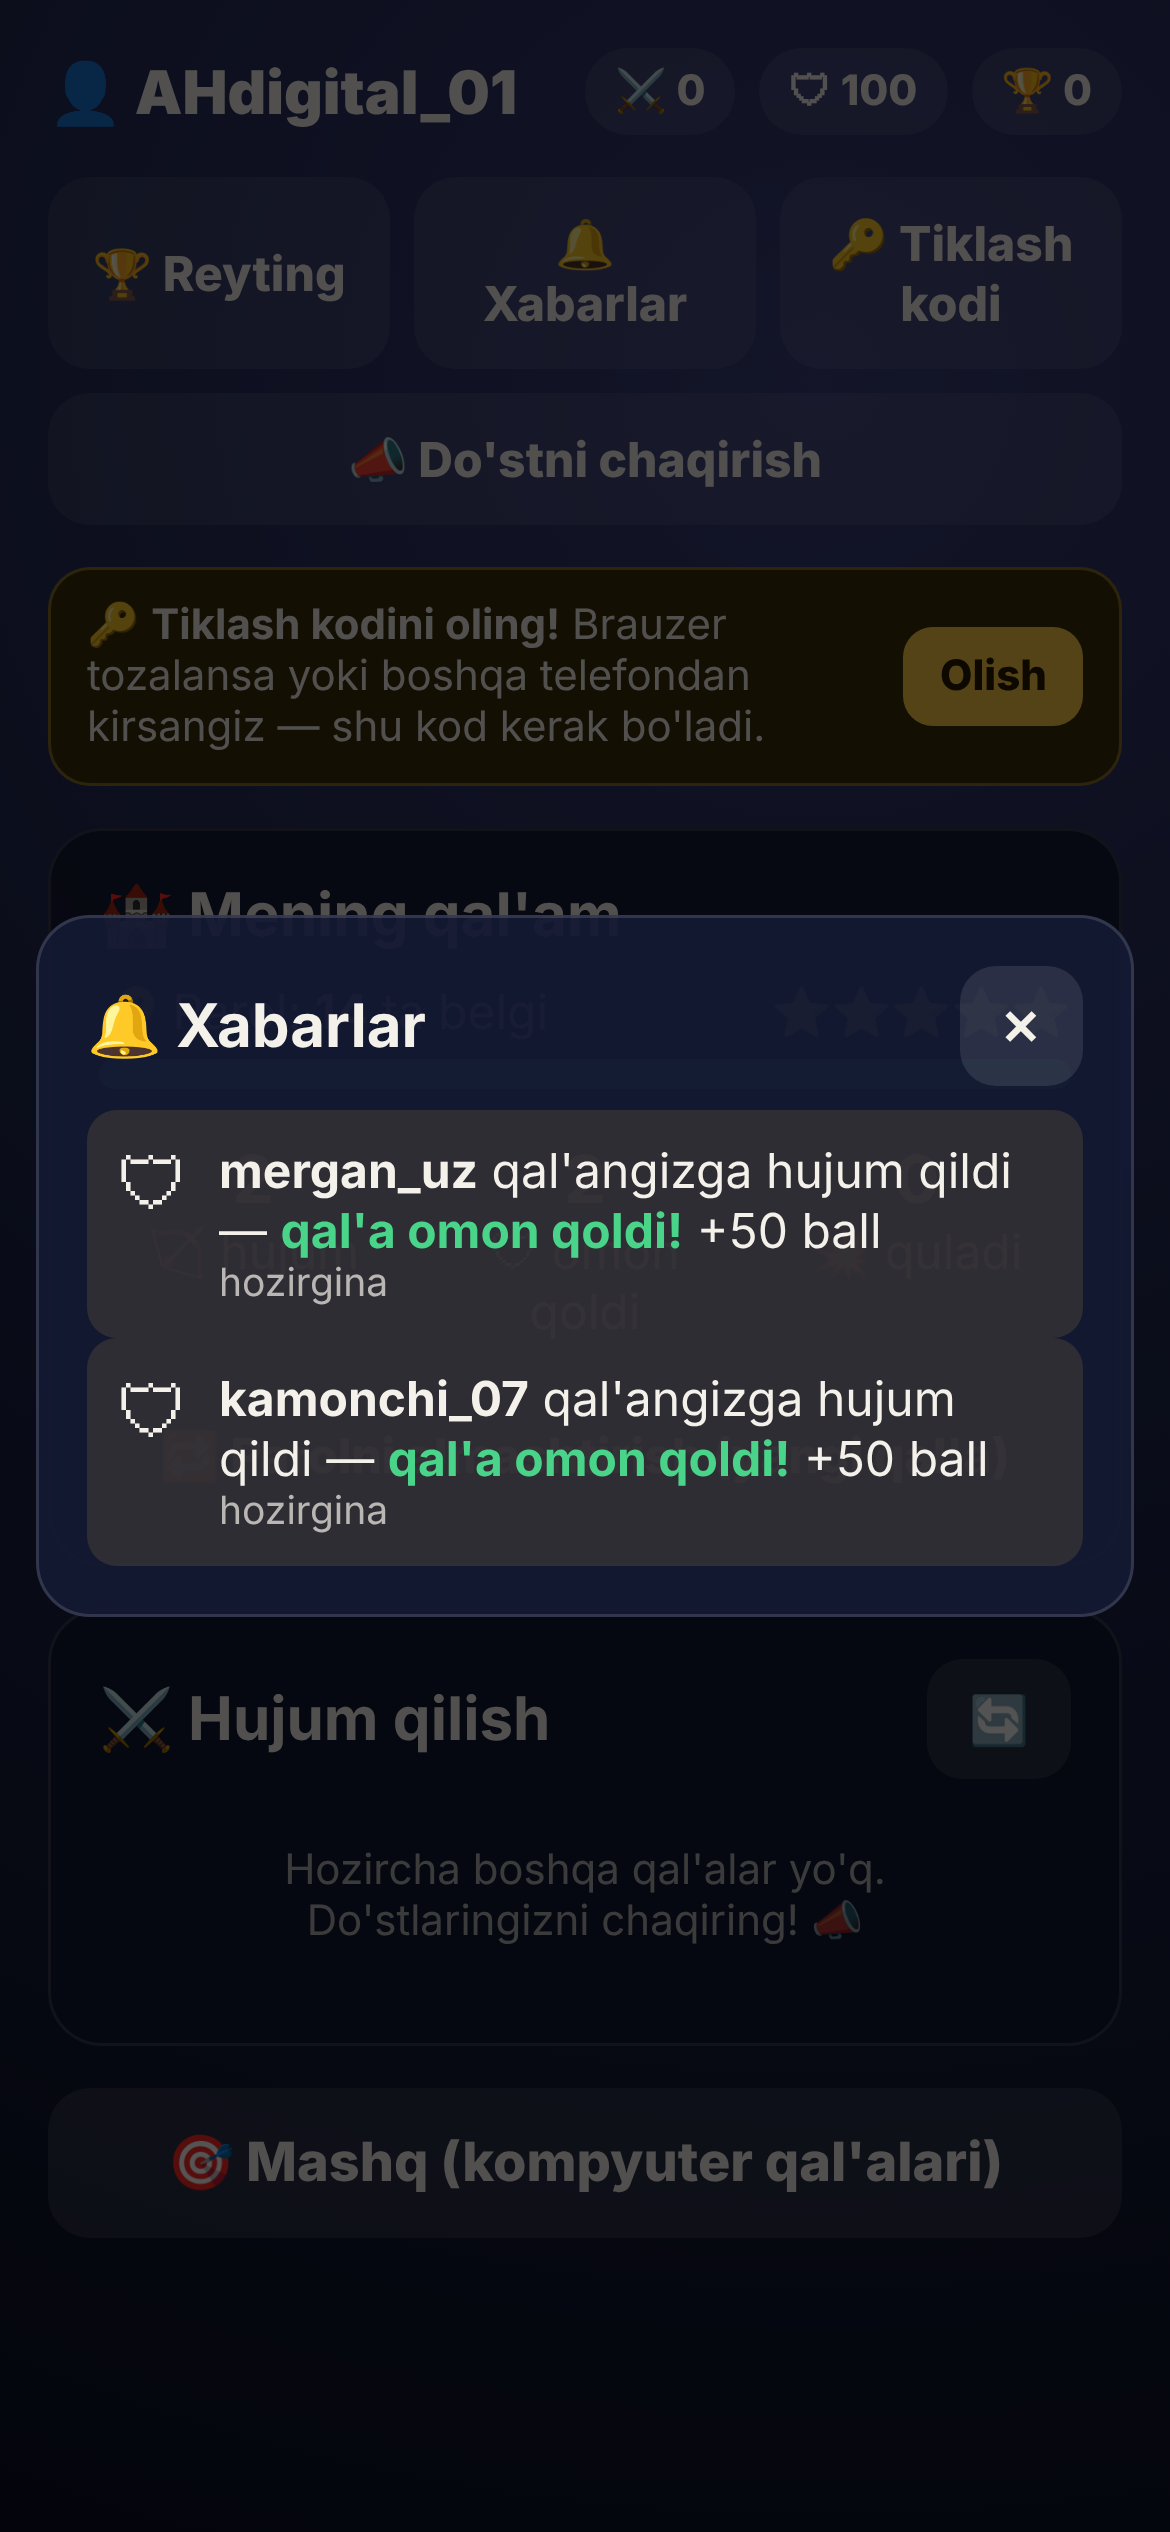 AHdigital_01
0
100
0
Reyting
Xabarlar
Tiklash
kodi
Do'stni chaqirish
Tiklash kodini oling! Brauzer
tozalansa yoki boshqa telefondan
kirsangiz — shu kod kerak bo'ladi.
Olish
Mening qal'am
belgi
Xabarlar
×
mergan_uz qal'angizga hujum qildi
— qal'a omon qoldi! +50 ball
hozirgina
quladi
qoldi
kamonchi_07 qal'angizga hujum
qildi — qal'a omon qoldi! +50 ball
hozirgina
Hujum qilish
Hozircha boshqa qal'alar yo'q.
Do'stlaringizni chaqiring!
Mashq (kompyuter qal'alari)